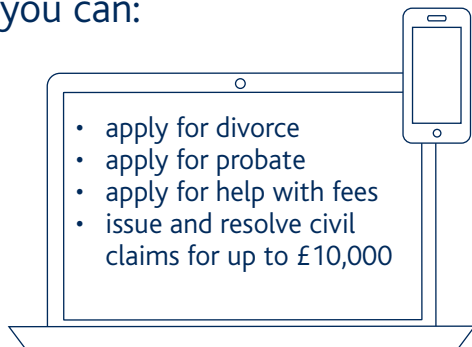 you can:
• apply for divorce
• apply for probate
• apply for help with fees
• issue and resolve civil
claims for up to £10,000